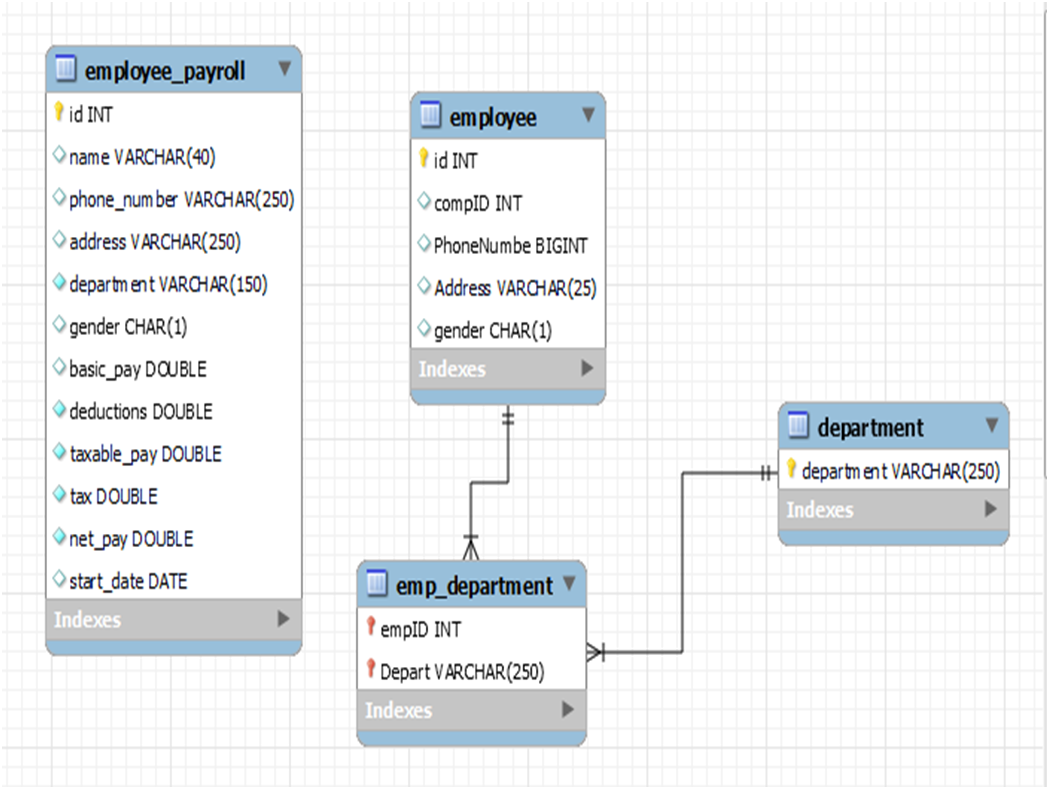 employee_payroll
id INT
name VARCHAR(40)
phone_number VARCHAR(250)
address VARCHAR(250)
department VARCHAR(150)
gender CHAR(1)
basic_pay DOUBLE
deductions DOUBLE
taxable_pay DOUBLE
tax DOUBLE
net_pay DOUBLE
start_date DATE
Indexes
employee
id INT
compID INT
PhoneNumbe BIGINT
Address VARCHAR(25)
gender CHAR(1)
Indexes
department
department VARCHAR(250)
Indexes
emp_department
empID INT
Depart VARCHAR(250)
Indexes